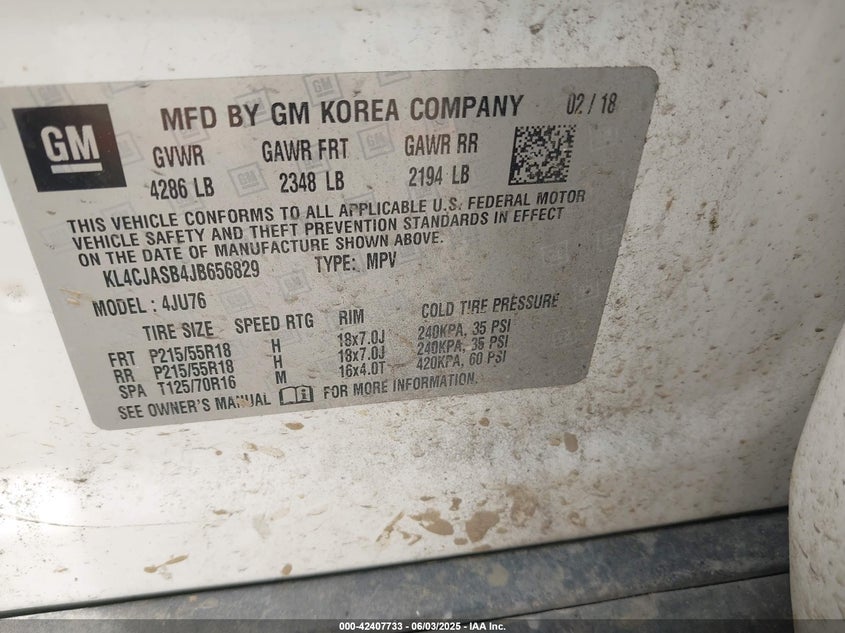 GM
MFD BY GM KOREA COMPANY 02 / 18
GVWR GAWR FRT GAWR RR
4286 LB 2348 LB 2194 LB
THIS VEHICLE CONFORMS TO ALL APPLICABLE U.S. FEDERAL MOTOR
VEHICLE SAFETY AND THEFT PREVENTION STANDARDS IN EFFECT
ON THE DATE OF MANUFACTURE SHOWN ABOVE.
KL4CJASB4JB656829 TYPE: MPV
MODEL : 4JU76
TIRE SIZE SPEED RTG RIM COLD TIRE PRESSURE
FRT P215/55R18 H 18x7.0J 240KPA, 35 PSI
RR P215/55R18 H 18x7.0J 240KPA, 35 PSI
SPA T125/70R16 M 16x4.0T 420KPA, 60 PSI
SEE OWNER'S MANUAL FOR MORE INFORMATION.
000-42407733 - 06/03/2025 - IAA Inc.